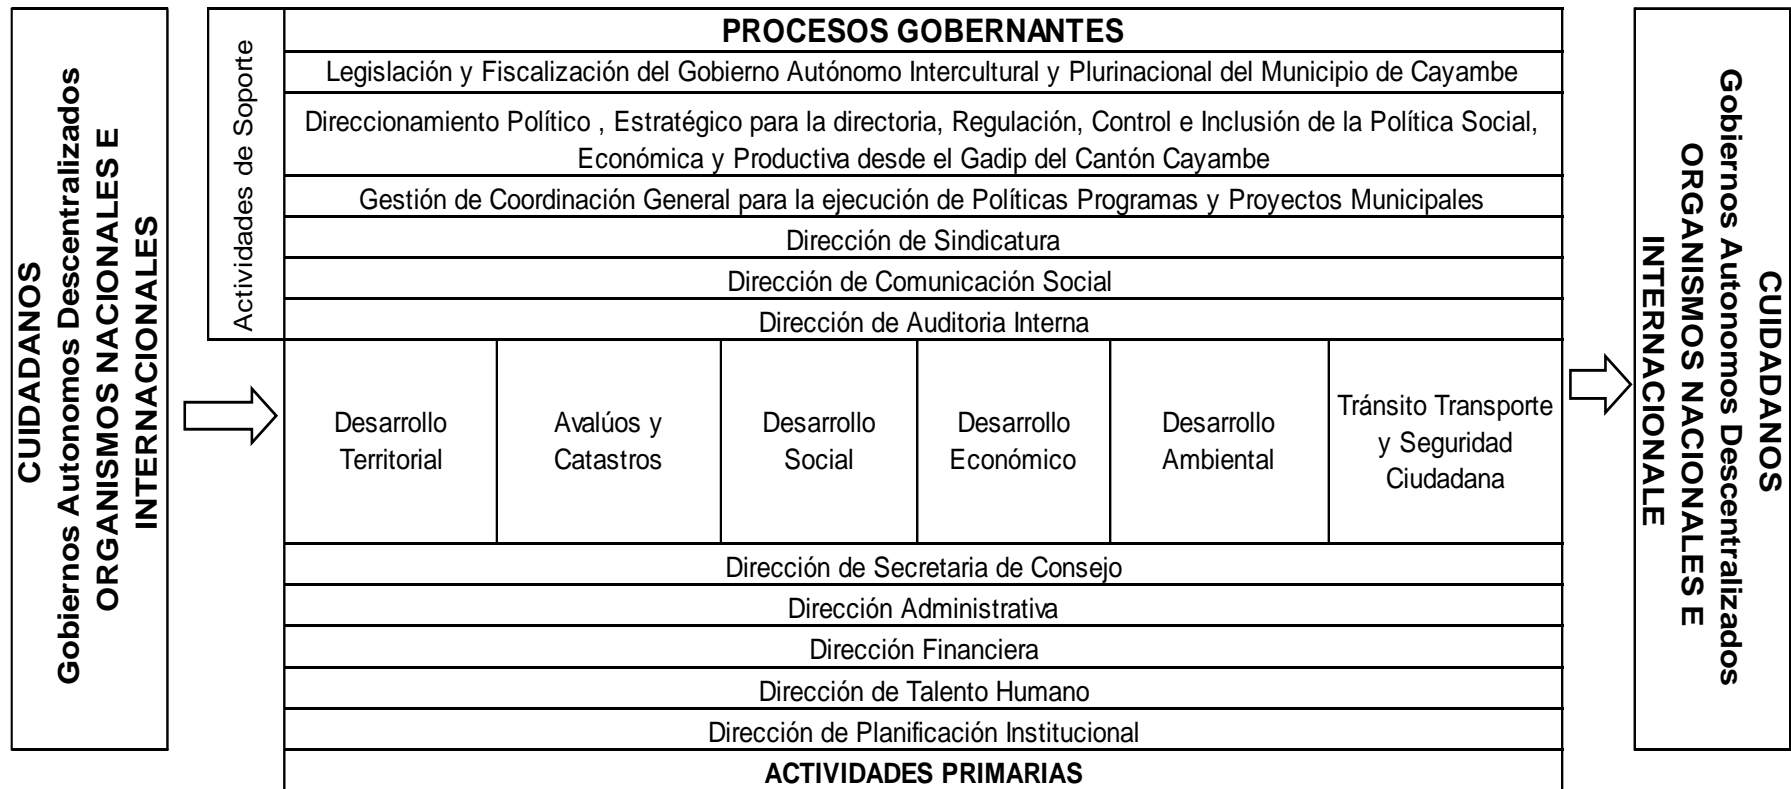 CUIDADANOS
Gobiernos Autonomos Descentralizados
ORGANISMOS NACIONALES E
INTERNACIONALES
Actividades de Soporte
PROCESOS GOBERNANTES
Legislación y Fiscalización del Gobierno Autónomo Intercultural y Plurinacional del Municipio de Cayambe
Direccionamiento Político , Estratégico para la directoria, Regulación, Control e Inclusión de la Política Social,
Económica y Productiva desde el Gadip del Cantón Cayambe
Gestión de Coordinación General para la ejecución de Políticas Programas y Proyectos Municipales
Dirección de Sindicatura
Dirección de Comunicación Social
Dirección de Auditoria Interna
Desarrollo
Territorial
Avalúos y
Catastros
Desarrollo
Social
Desarrollo
Económico
Desarrollo
Ambiental
Tránsito Transporte
y Seguridad
Ciudadana
Dirección de Secretaria de Consejo
Dirección Administrativa
Dirección Financiera
Dirección de Talento Humano
Dirección de Planificación Institucional
ACTIVIDADES PRIMARIAS
CUIDADANOS
Gobiernos Autonomos Descentralizados
ORGANISMOS NACIONALES E
INTERNACIONALE